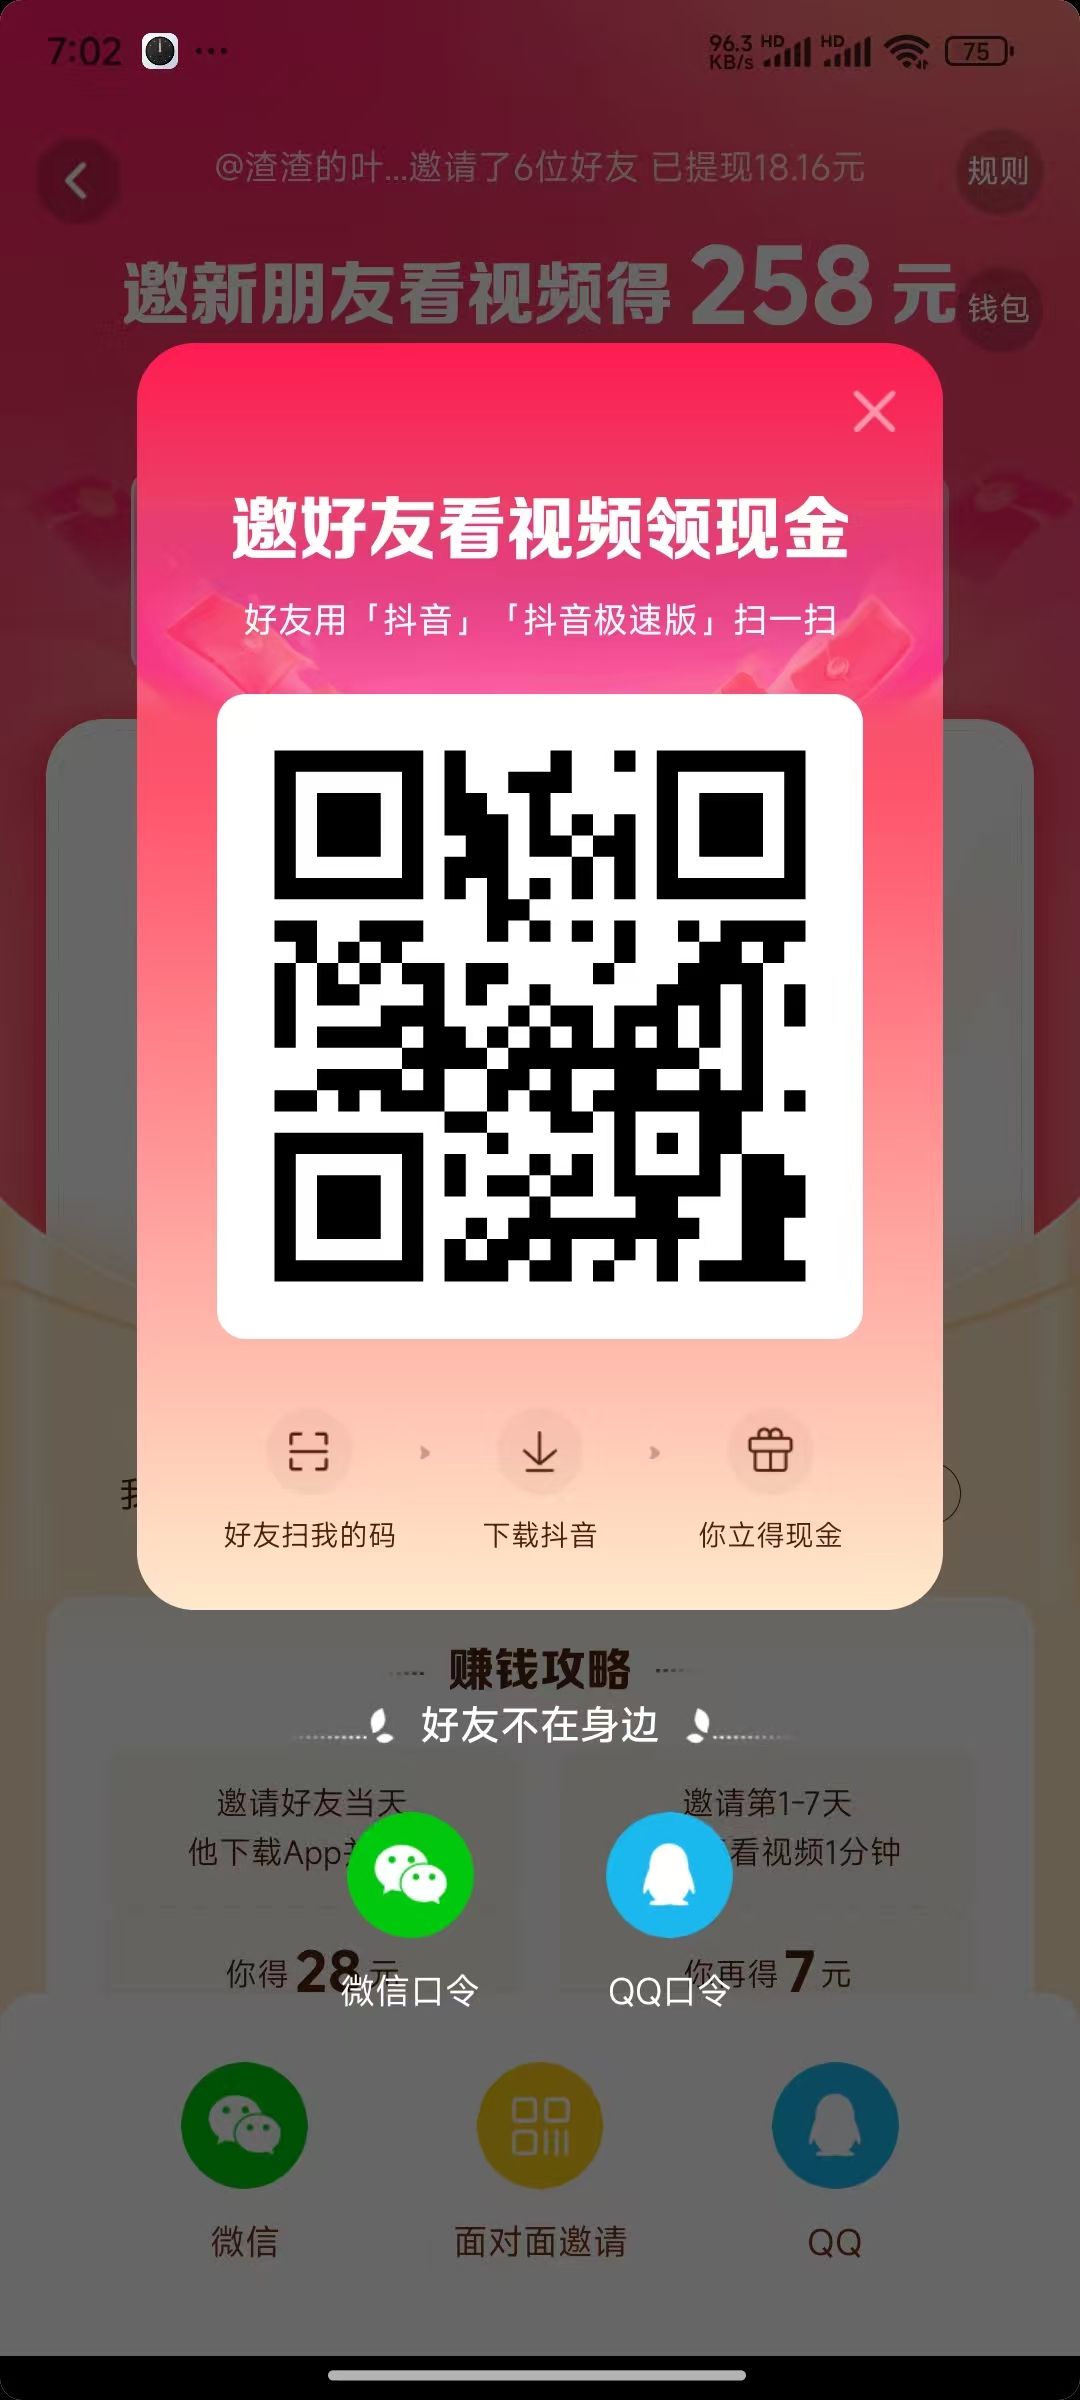 7:02
96.3 KB/s HD HD 75
@渣渣的叶...邀请了6位好友 已提现18.16元
规则
邀新朋友看视频得258元
钱包
邀好友看视频领现金
好友用「抖音」「抖音极速版」扫一扫
好友扫我的码
下载抖音
你立得现金
赚钱攻略
好友不在身边
邀请好友当天
他下载App
邀请第1-7天
看视频1分钟
你得28元
你再得7元
微信口令
QQ口令
微信
面对面邀请
QQ